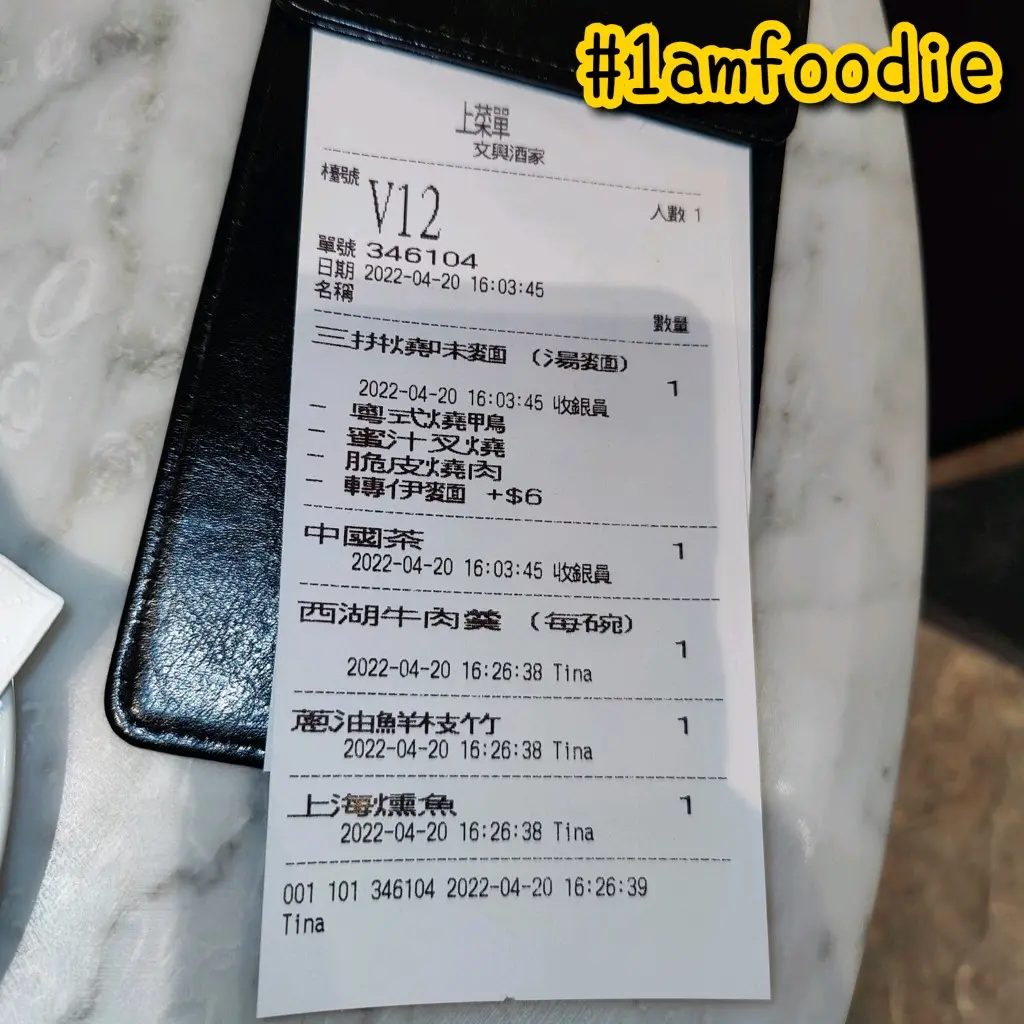 #1amfoodie
上菜單
文興酒家
檯號 V12 人數 1
單號 346104
日期 2022-04-20 16:03:45
名稱 數量
三拼燒鹵味麵 (湯麵) 1
2022-04-20 16:03:45 收銀員
- 粵式燒鴨
- 蜜汁叉燒
- 脆皮燒肉
- 轉伊麵 +$6
中國茶 1
2022-04-20 16:03:45 收銀員
西湖牛肉羹 (每碗) 1
2022-04-20 16:26:38 Tina
蔥油鮮枝竹 1
2022-04-20 16:26:38 Tina
上海燻魚 1
2022-04-20 16:26:38 Tina
001 101 346104 2022-04-20 16:26:39
Tina